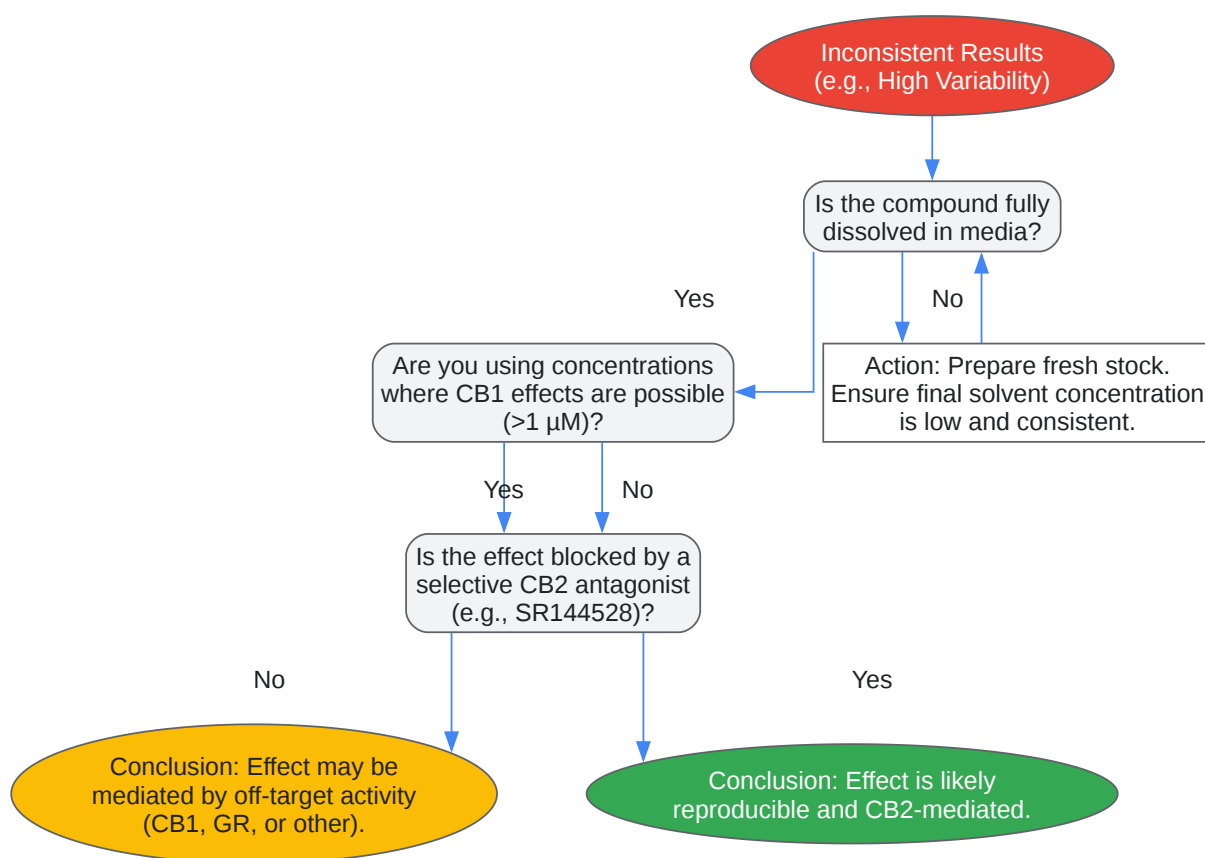 Inconsistent Results
(e.g., High Variability)
Is the compound fully
dissolved in media?
Yes
No
Are you using concentrations
where CB1 effects are possible
(>1 µM)?
Action: Prepare fresh stock.
Ensure final solvent concentration
is low and consistent.
Yes
No
Is the effect blocked by a
selective CB2 antagonist
(e.g., SR144528)?
No
Yes
Conclusion: Effect may be
mediated by off-target activity
(CB1, GR, or other).
Conclusion: Effect is likely
reproducible and CB2-mediated.